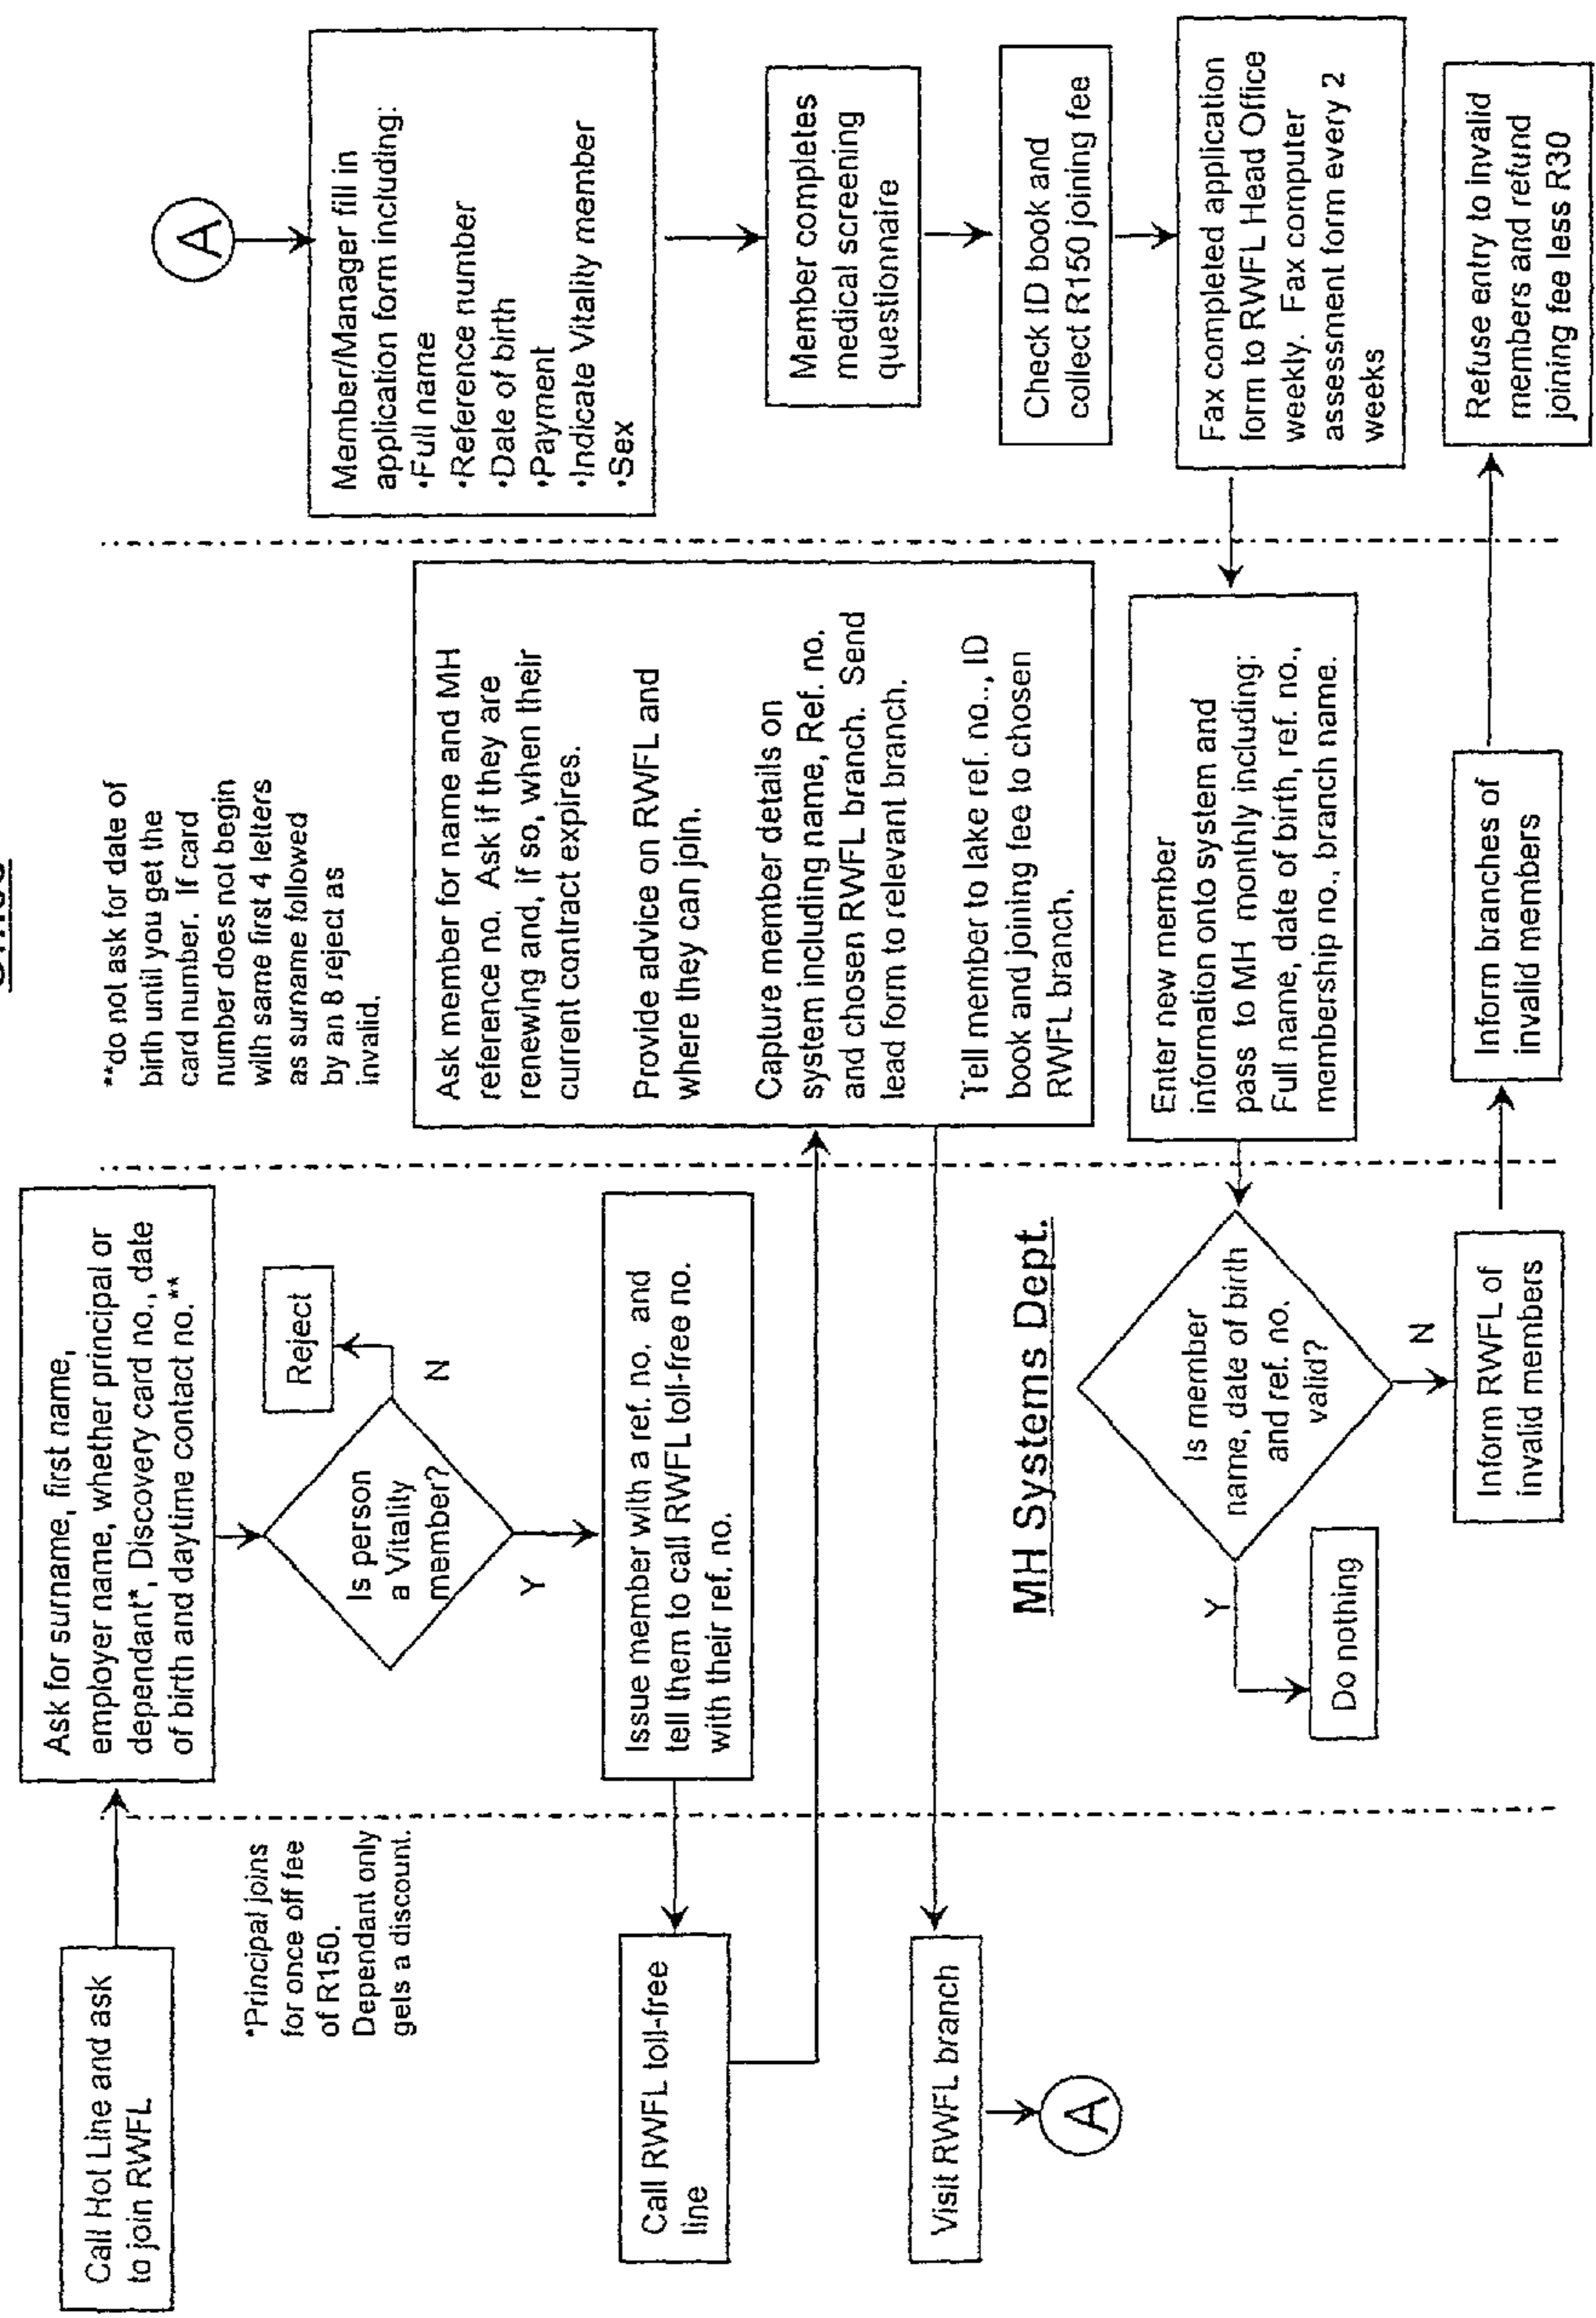 Call Hot Line and ask
to join RWFL
*Principal joins
for once off fee
of R150.
Dependant only
gets a discount.
Call RWFL toll-free
line
Visit RWFL branch
A
Ask for surname, first name,
employer name, whether principal or
dependant*, Discovery card no., date
of birth and daytime contact no.**
Is person
a Vitality
member?
N
Reject
Y
Issue member with a ref. no. and
tell them to call RWFL toll-free no.
with their ref. no.
MH Systems Dept.
Is member
name, date of birth
and ref. no.
valid?
Y
Do nothing
N
Inform RWFL of
invalid members
**do not ask for date of
birth until you get the
card number. If card
number does not begin
with same first 4 letters
as surname followed
by an 8 reject as
invalid.
Ask member for name and MH
reference no. Ask if they are
renewing and, if so, when their
current contract expires.
Provide advice on RWFL and
where they can join.
Capture member details on
system including name, Ref. no.
and chosen RWFL branch. Send
lead form to relevant branch.
Tell member to take ref. no.., ID
book and joining fee to chosen
RWFL branch.
Enter new member
information onto system and
pass to MH monthly including:
Full name, date of birth, ref. no.,
membership no., branch name.
Inform branches of
invalid members
A
Member/Manager fill in
application form including:
•Full name
•Reference number
•Date of birth
•Payment
•Indicate Vitality member
•Sex
Member completes
medical screening
questionnaire
Check ID book and
collect R150 joining fee
Fax completed application
form to RWFL Head Office
weekly. Fax computer
assessment form every 2
weeks
Refuse entry to invalid
members and refund
joining fee less R30